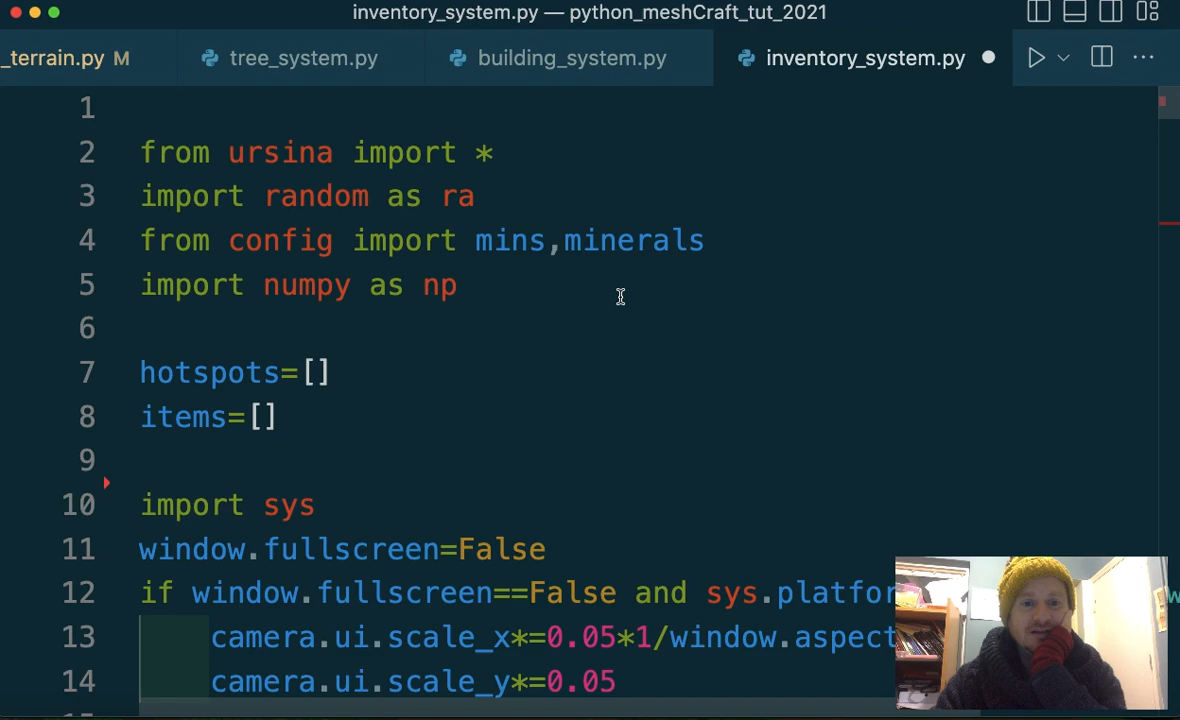 inventory_system.py — python_meshCraft_tut_2021
_terrain.py M tree_system.py building_system.py inventory_system.py
1
2 from ursina import *
3 import random as ra
4 from config import mins,minerals
5 import numpy as np
6
7 hotspots=[]
8 items=[]
9
10 import sys
11 window.fullscreen=False
12 if window.fullscreen==False and sys.platfor
13 camera.ui.scale_x*=0.05*1/window.aspect
14 camera.ui.scale_y*=0.05